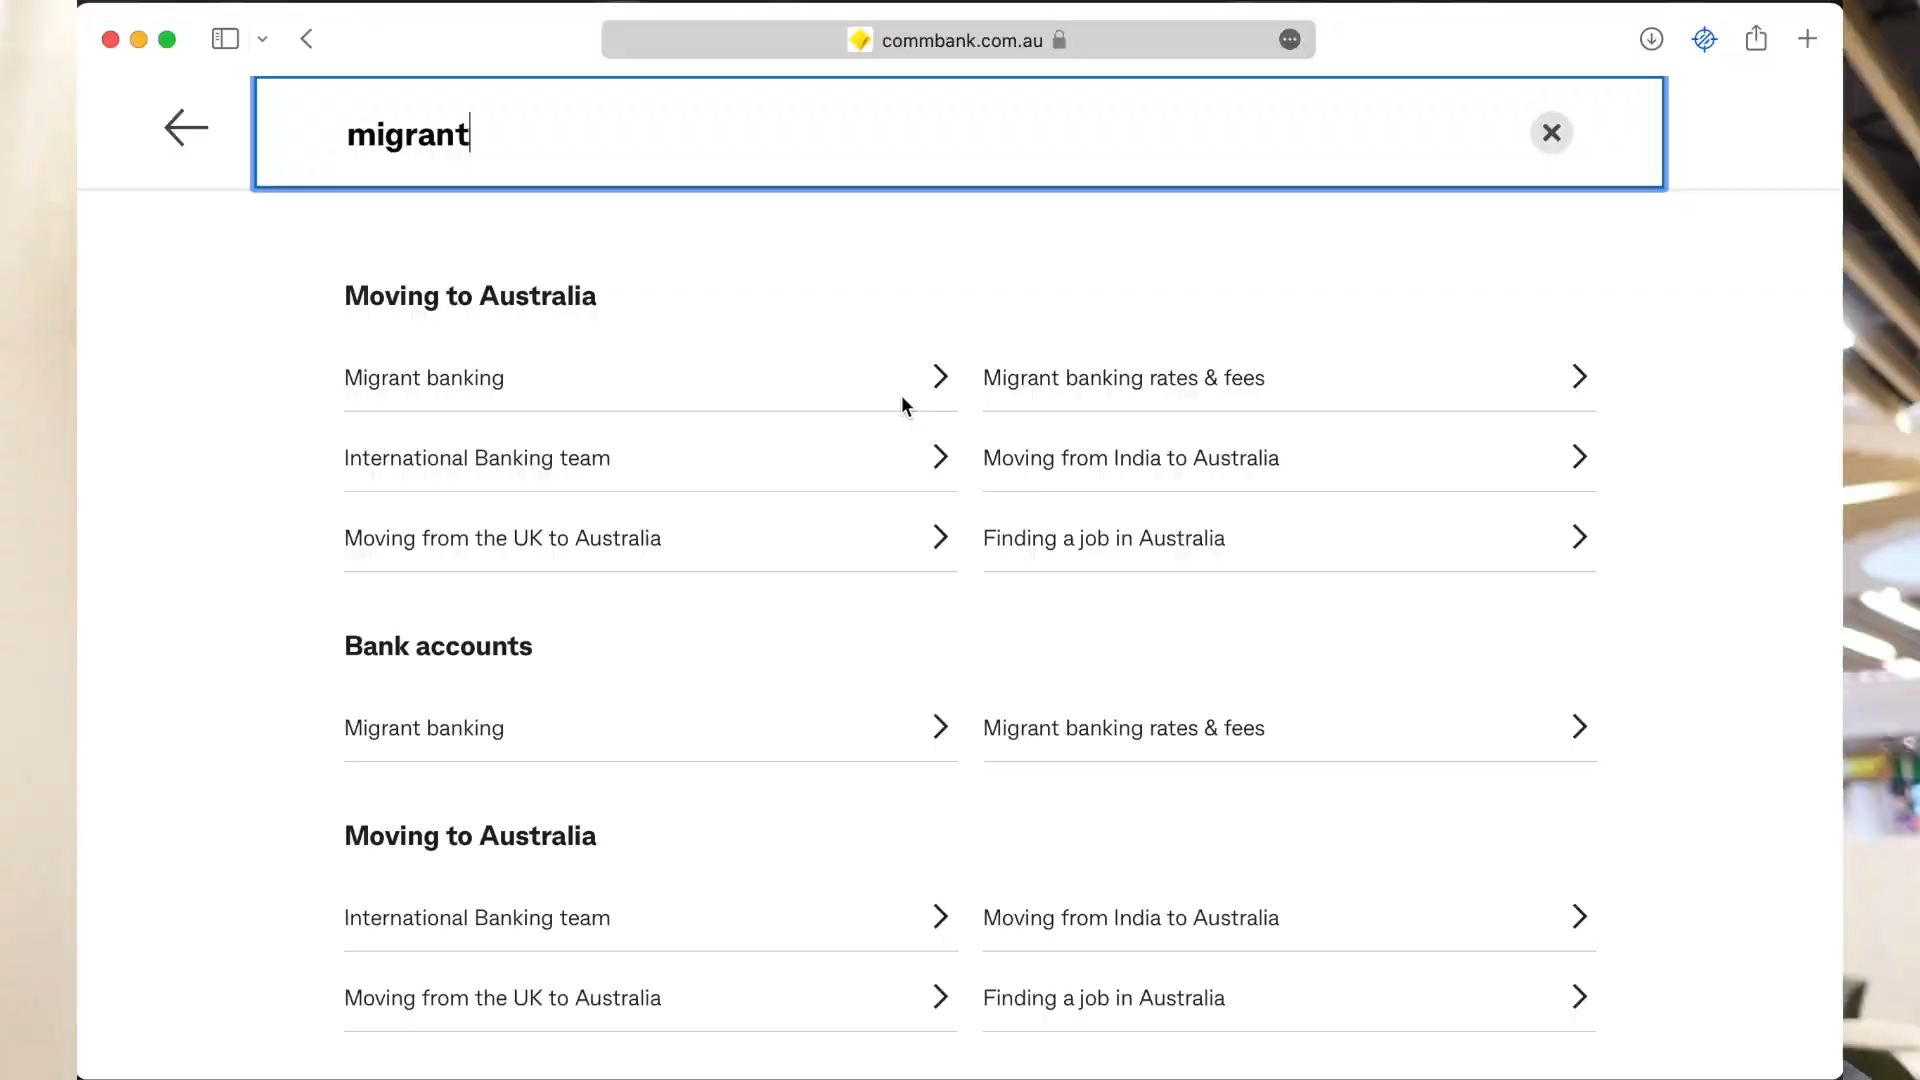 commbank.com.au
migrant
Moving to Australia
Migrant banking
Migrant banking rates & fees
International Banking team
Moving from India to Australia
Moving from the UK to Australia
Finding a job in Australia
Bank accounts
Migrant banking
Migrant banking rates & fees
Moving to Australia
International Banking team
Moving from India to Australia
Moving from the UK to Australia
Finding a job in Australia